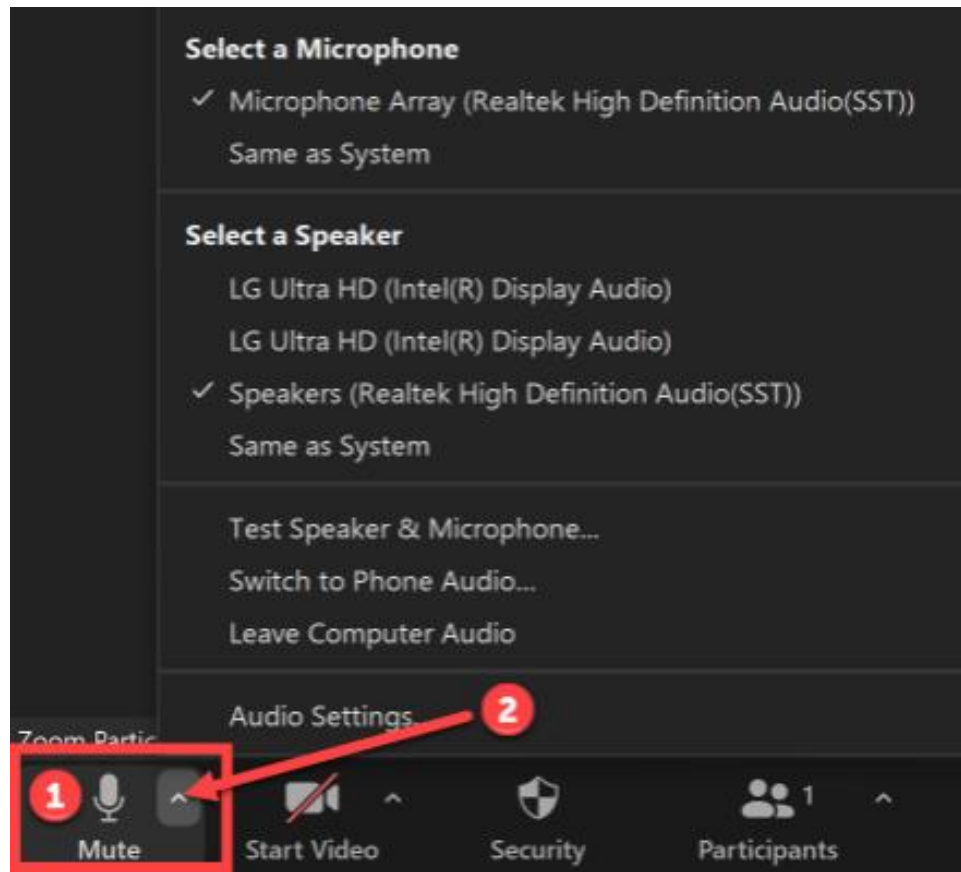 Select a Microphone
✓ Microphone Array (Realtek High Definition Audio(SST))
Same as System
Select a Speaker
LG Ultra HD (Intel(R) Display Audio)
LG Ultra HD (Intel(R) Display Audio)
✓ Speakers (Realtek High Definition Audio(SST))
Same as System
Test Speaker & Microphone...
Switch to Phone Audio...
Leave Computer Audio
Audio Settings...
2
Zoom
1
1
Mute
Start Video
Security
Participants